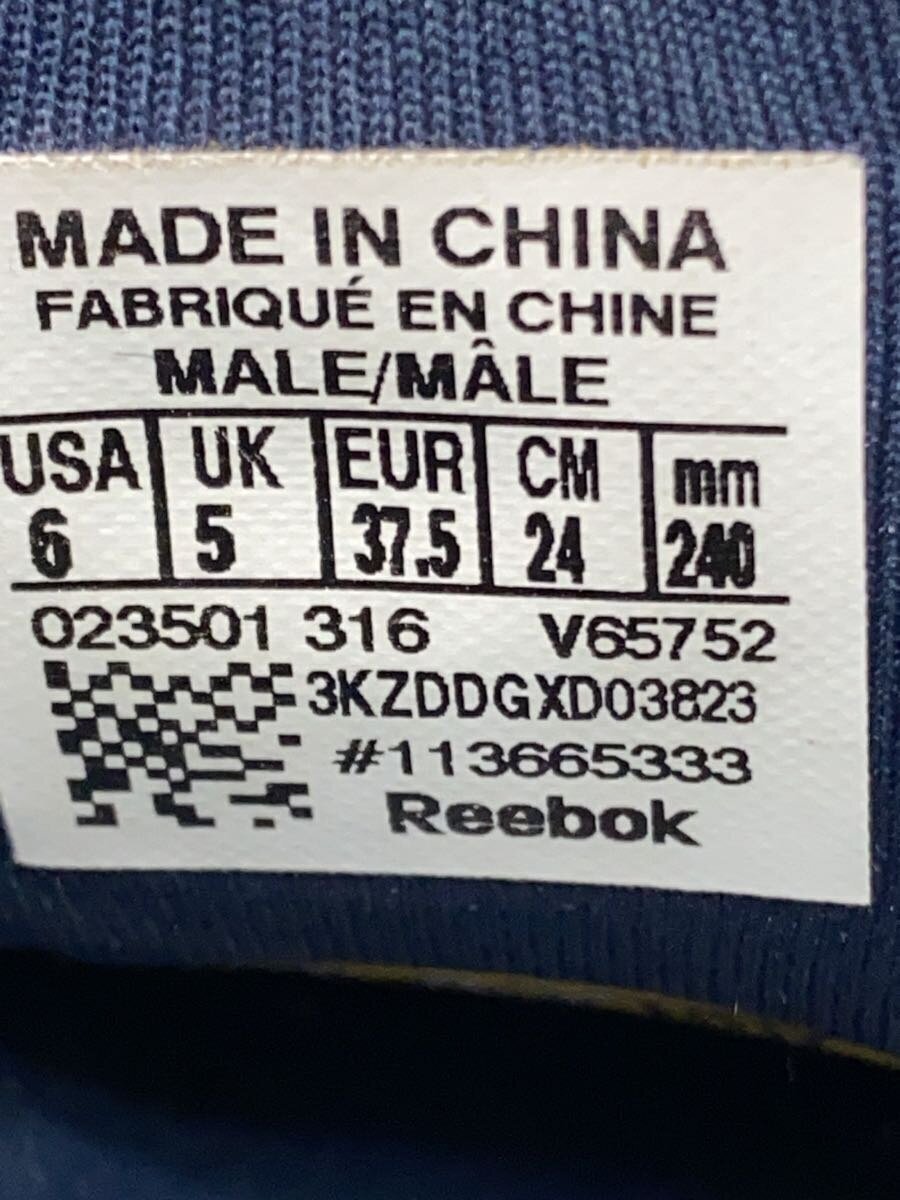 MADE IN CHINA
FABRIQUÉ EN CHINE
MALE/MÂLE
USA UK EUR CM mm
6 5 37.5 24 240
023501 316 V65752
3KZDDGXD03823
#113665333
Reebok